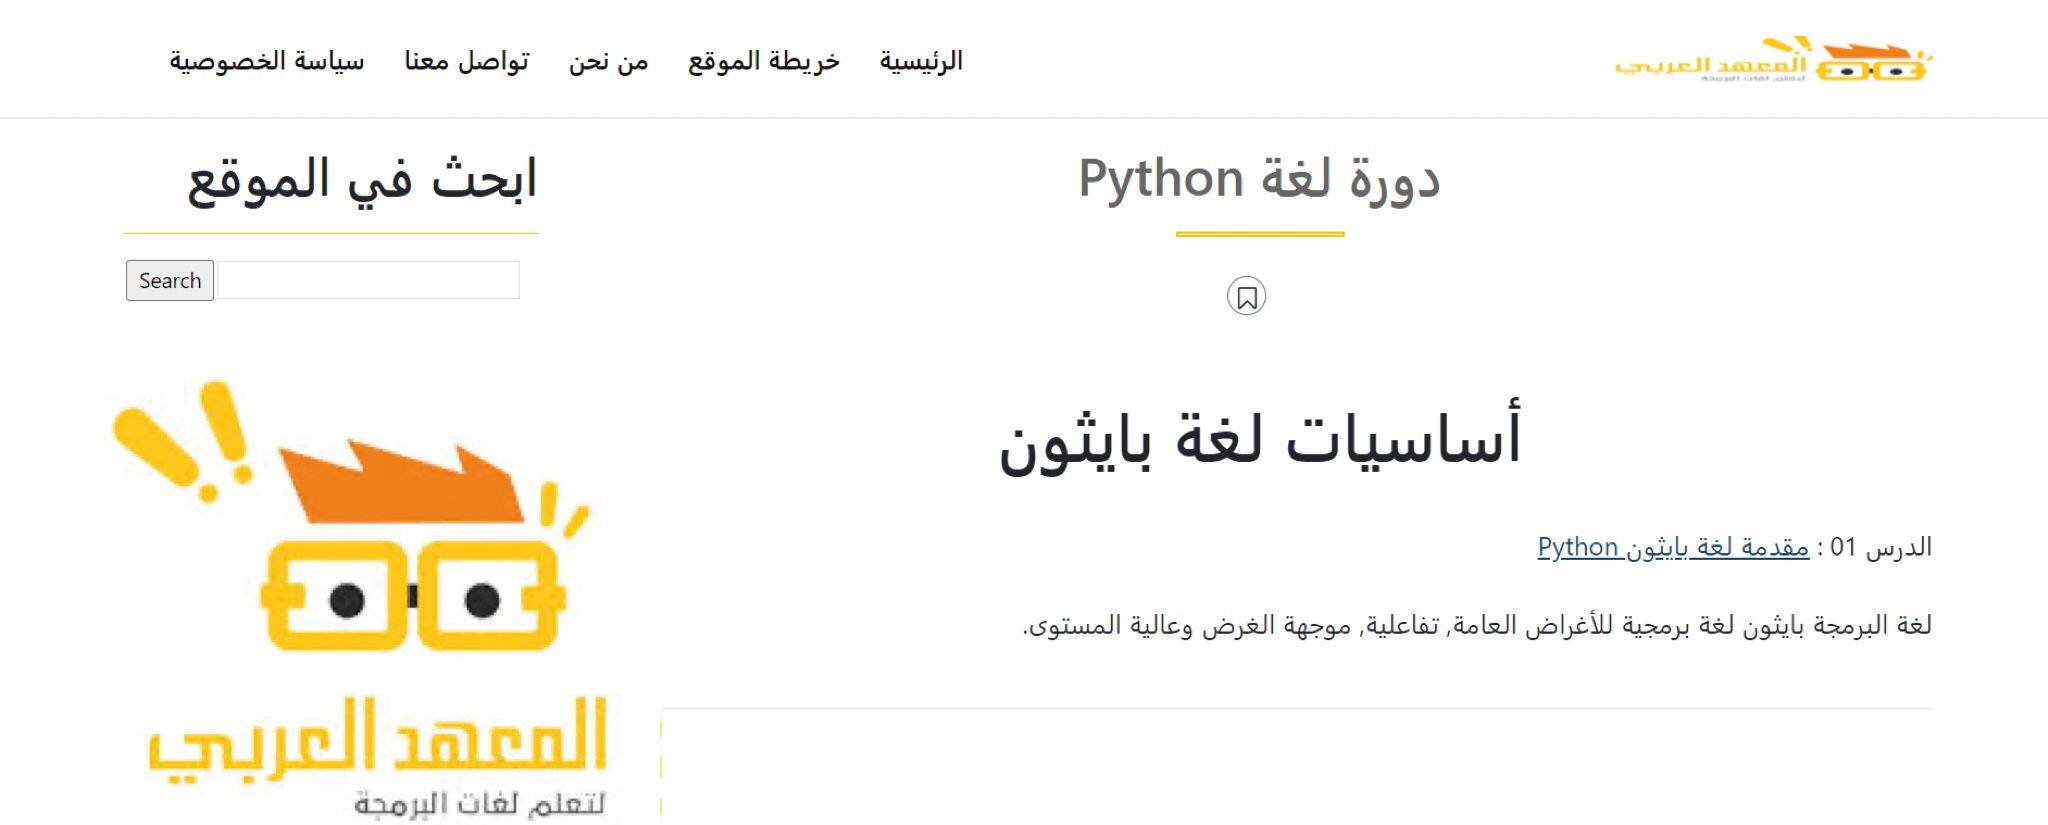 المعهد العربي
لتعلم لغات البرمجة
الرئيسية خريطة الموقع من نحن تواصل معنا سياسة الخصوصية
دورة لغة Python
أساسيات لغة بايثون
الدرس 01 : مقدمة لغة بايثون Python
لغة البرمجة بايثون لغة برمجية للأغراض العامة, تفاعلية, موجهة الغرض وعالية المستوى.
ابحث في الموقع
Search
المعهد العربي
لتعلم لغات البرمجة